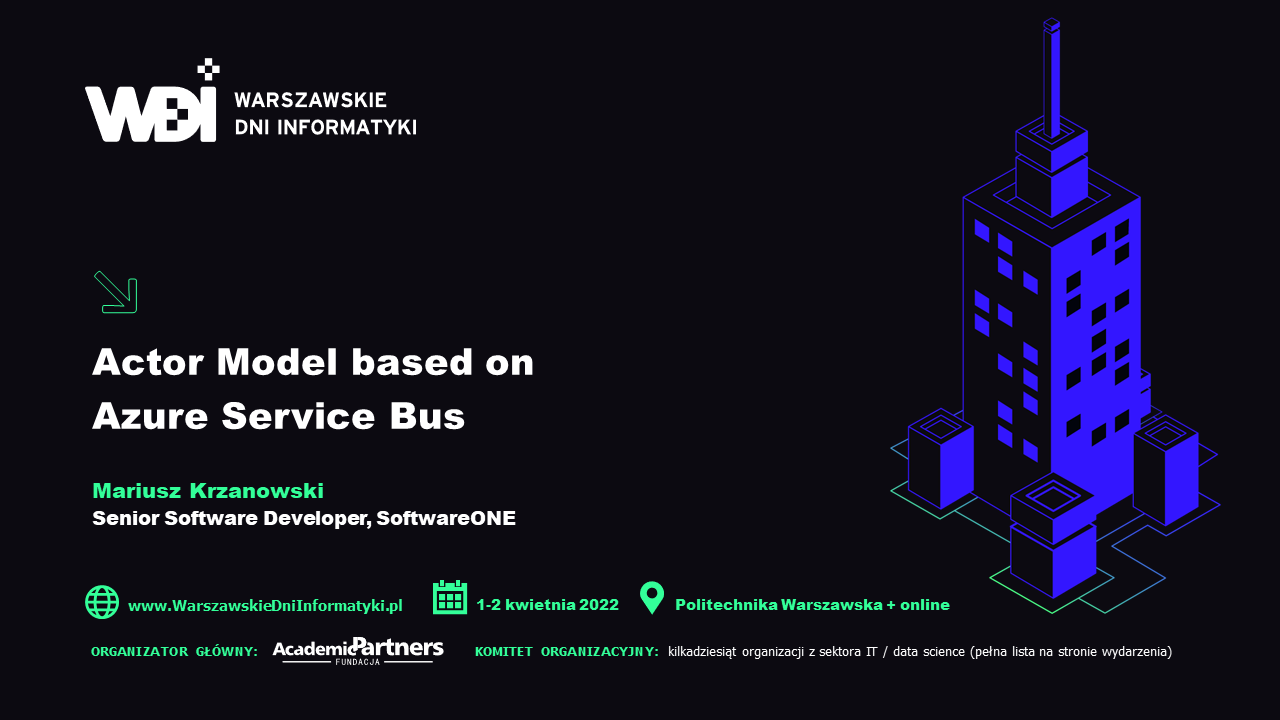 WDI
WARSZAWSKIE
DNI INFORMATYKI
Actor Model based on
Azure Service Bus
Mariusz Krzanowski
Senior Software Developer, SoftwareONE
www.WarszawskieDniInformatyki.pl
1-2 kwietnia 2022
Politechnika Warszawska + online
ORGANIZATOR GŁÓWNY:
AcademicPartners
FUNDACJA
KOMITET ORGANIZACYJNY: kilkadziesiąt organizacji z sektora IT / data science (pełna lista na stronie wydarzenia)